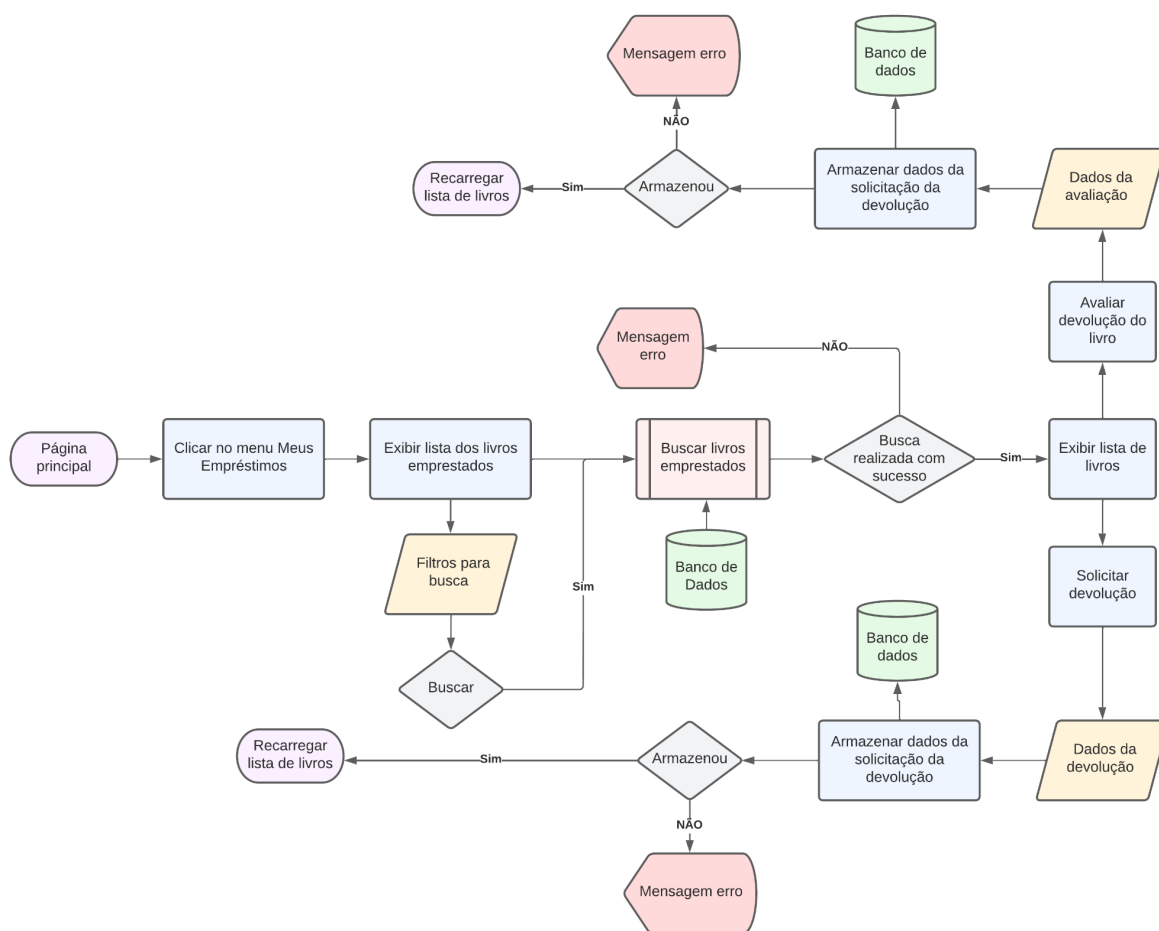 Mensagem erro
Banco de
dados
NÃO
Recarregar
lista de livros
Sim
Armazenou
Armazenar dados da
solicitação da
devolução
Dados da
avaliação
Avaliar
devolução do
livro
Mensagem
erro
NÃO
Página
principal
Clicar no menu Meus
Empréstimos
Exibir lista dos livros
emprestados
Buscar livros
emprestados
Busca
realizada com
sucesso
Sim
Exibir lista de
livros
Filtros para
busca
Sim
Banco de
Dados
Solicitar
devolução
Buscar
Banco de
dados
Recarregar
lista de livros
Sim
Armazenou
Armazenar dados da
solicitação da
devolução
Dados da
devolução
NÃO
Mensagem erro